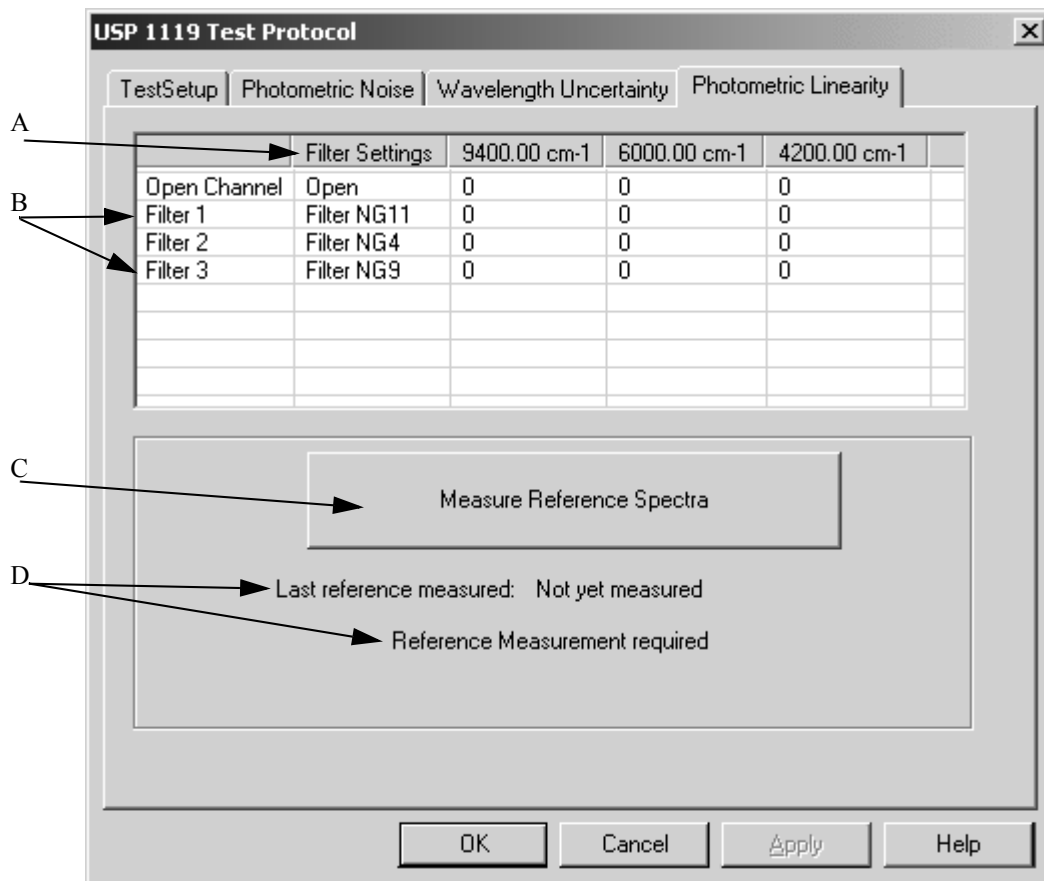 USP 1119 Test Protocol
TestSetup Photometric Noise Wavelength Uncertainty Photometric Linearity
A
Filter Settings 9400.00 cm-1 6000.00 cm-1 4200.00 cm-1
Open Channel Open 0 0 0
B
Filter 1 Filter NG11 0 0 0
Filter 2 Filter NG4 0 0 0
Filter 3 Filter NG9 0 0 0
C
Measure Reference Spectra
D
Last reference measured: Not yet measured
Reference Measurement required
OK Cancel Apply Help